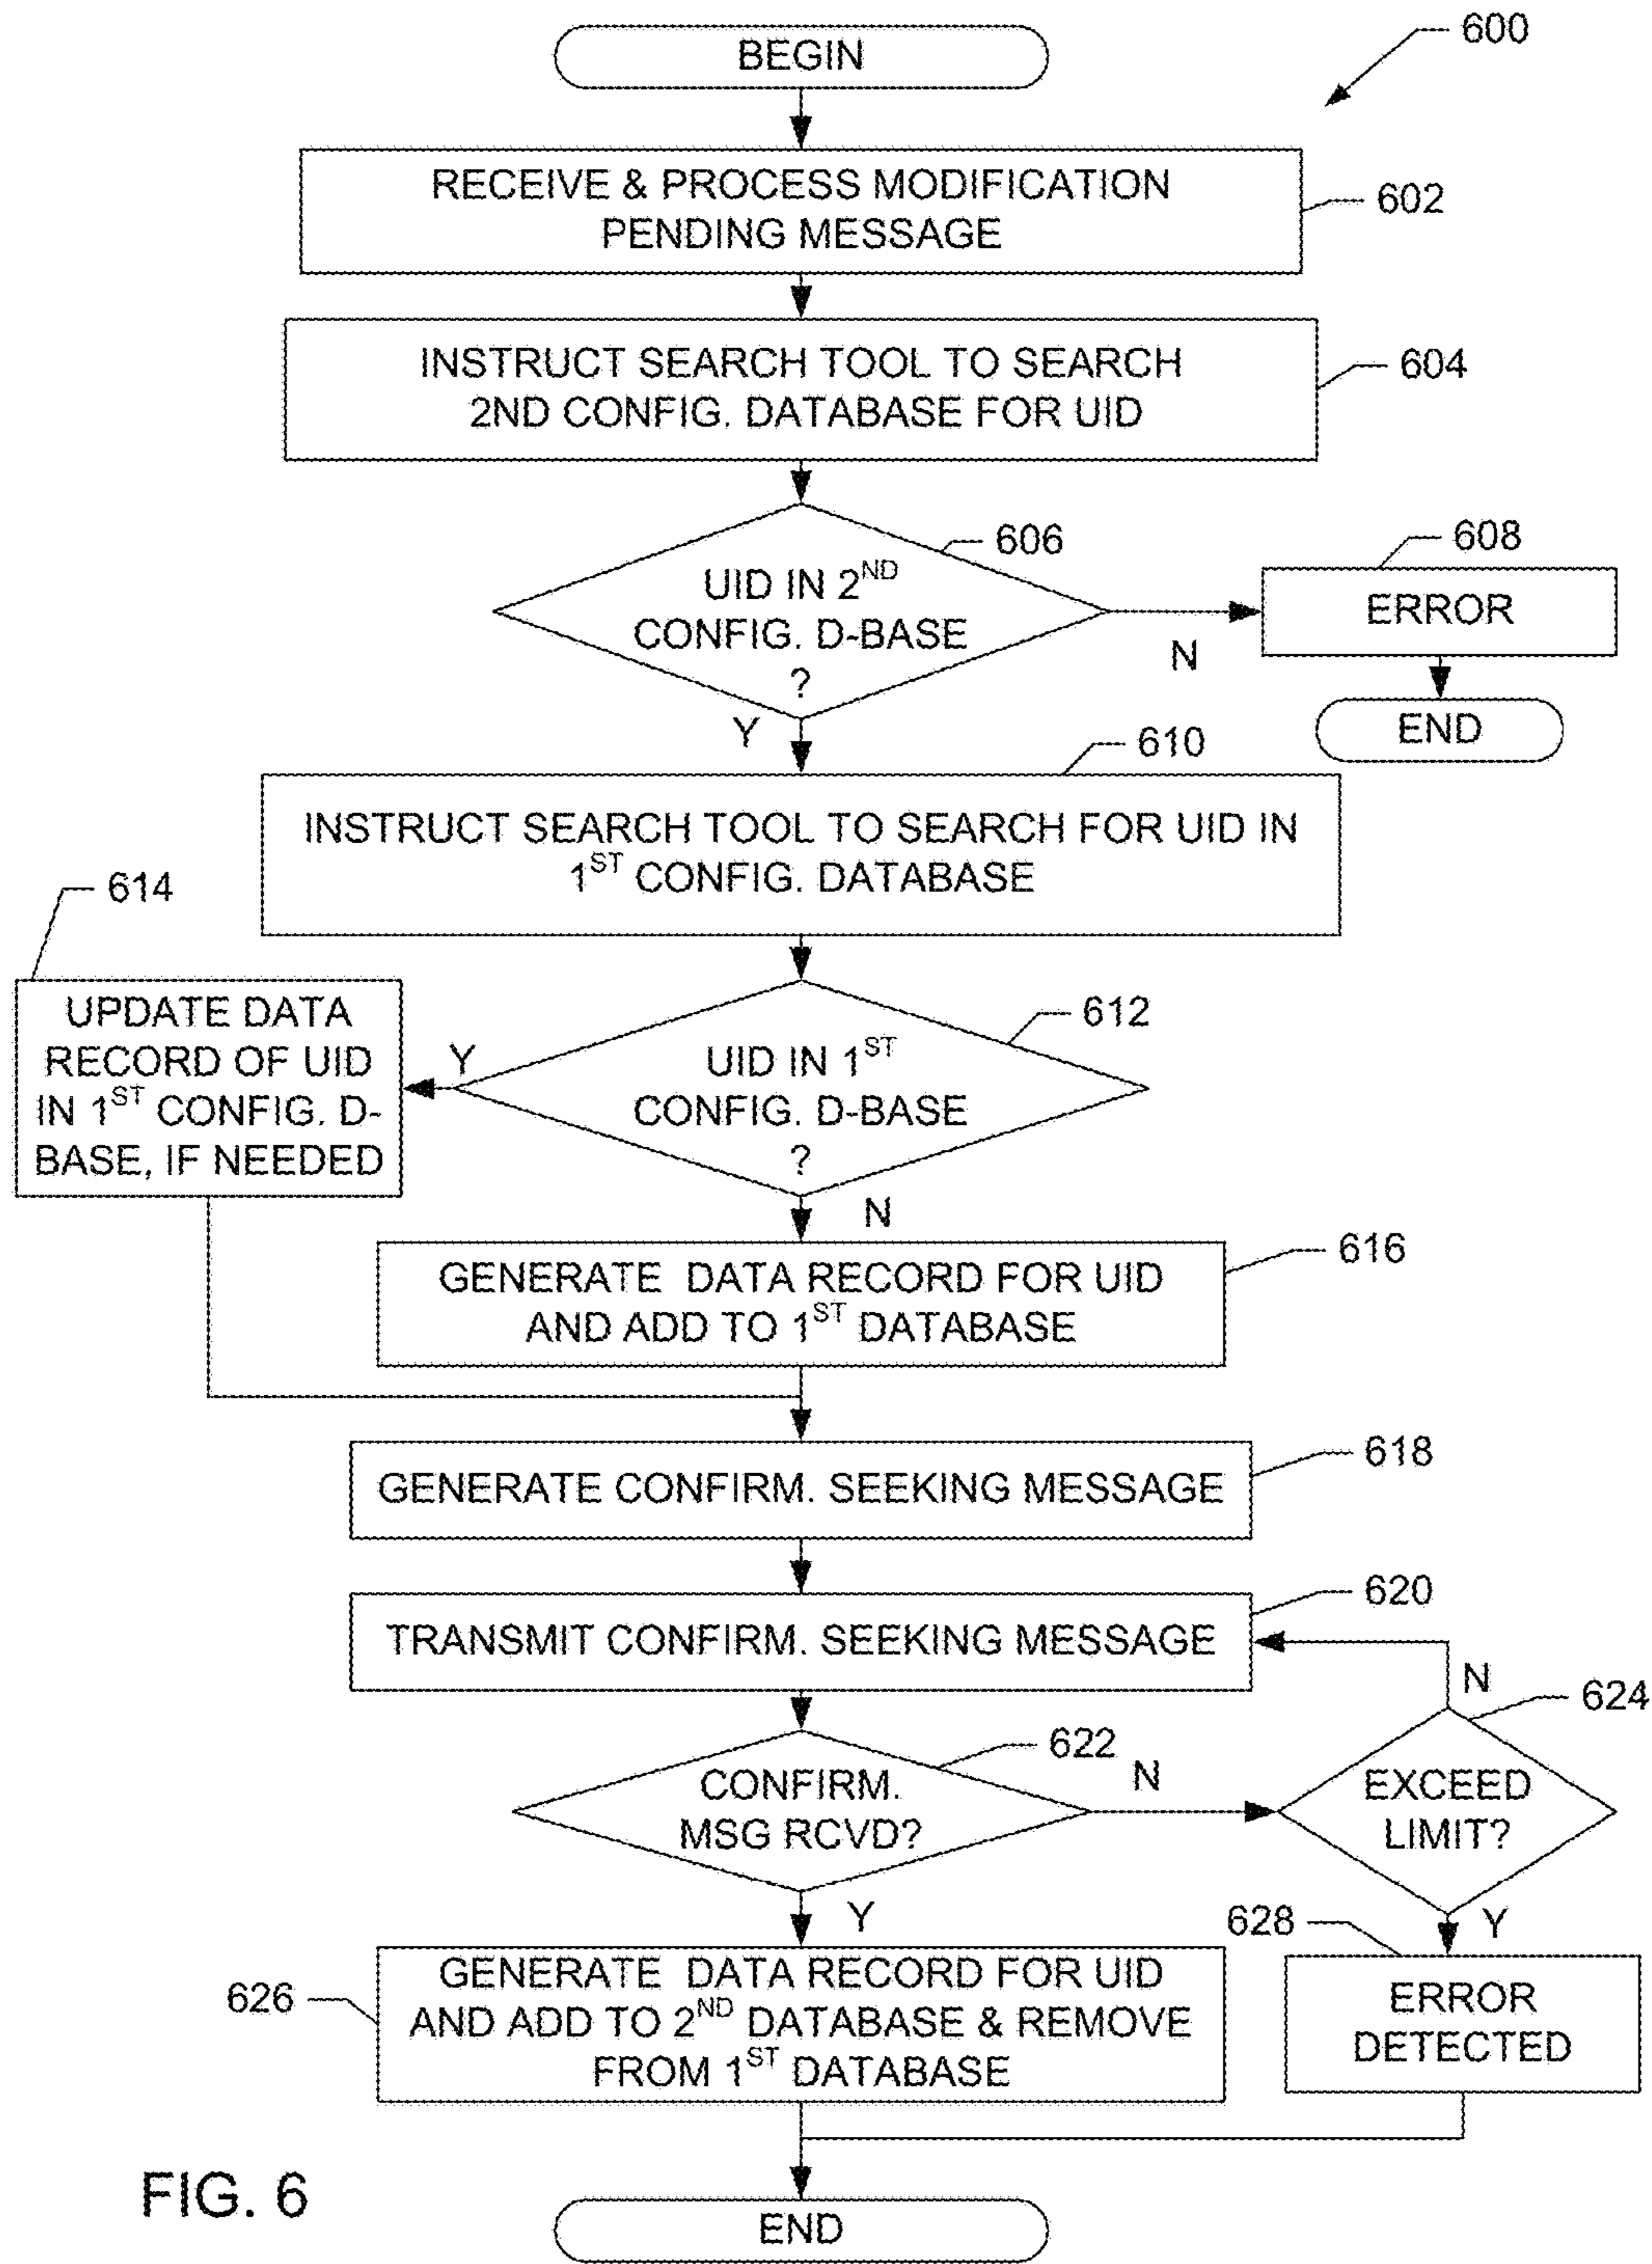 600
BEGIN
RECEIVE & PROCESS MODIFICATION
PENDING MESSAGE
602
INSTRUCT SEARCH TOOL TO SEARCH
2ND CONFIG. DATABASE FOR UID
604
606
UID IN 2ND
CONFIG. D-BASE
?
N
608
ERROR
END
Y
610
INSTRUCT SEARCH TOOL TO SEARCH FOR UID IN
1ST CONFIG. DATABASE
614
UPDATE DATA
RECORD OF UID
IN 1ST CONFIG. D-
BASE, IF NEEDED
Y
612
UID IN 1ST
CONFIG. D-BASE
?
N
616
GENERATE DATA RECORD FOR UID
AND ADD TO 1ST DATABASE
618
GENERATE CONFIRM. SEEKING MESSAGE
620
TRANSMIT CONFIRM. SEEKING MESSAGE
N
624
622
CONFIRM.
MSG RCVD?
N
EXCEED
LIMIT?
Y
628
Y
626
GENERATE DATA RECORD FOR UID
AND ADD TO 2ND DATABASE & REMOVE
FROM 1ST DATABASE
ERROR
DETECTED
FIG. 6
END